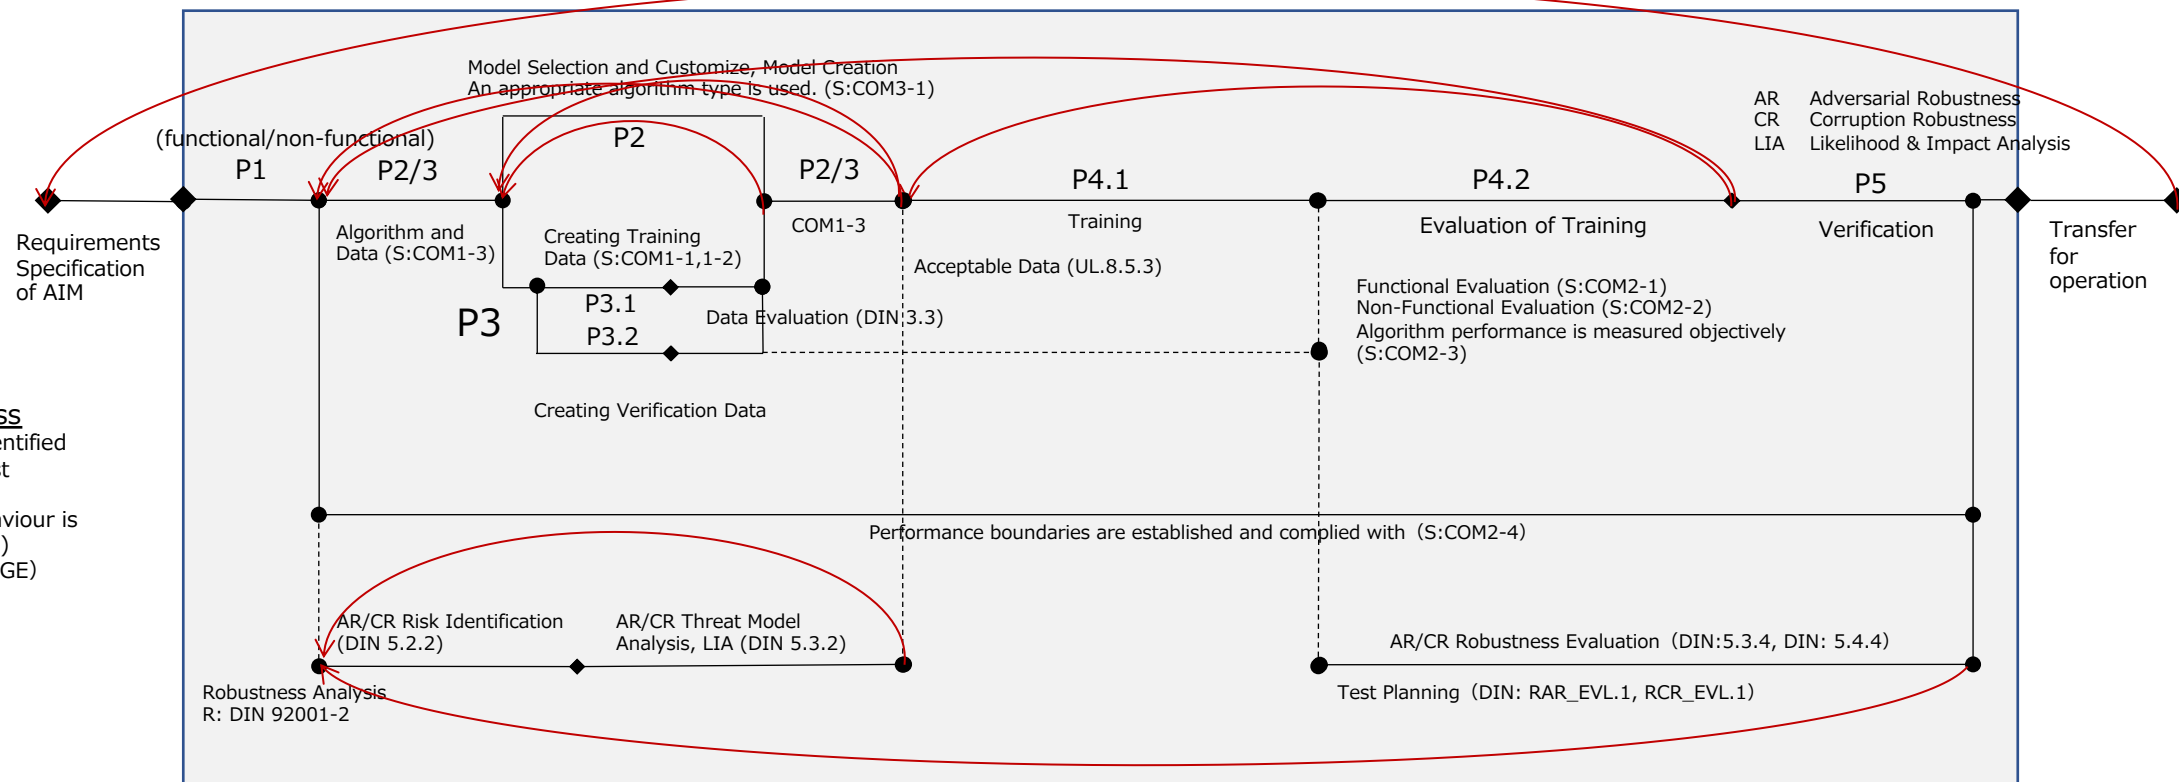 Model Selection and Customize, Model Creation
An appropriate algorithm type is used. (S:COM3-1)
AR Adversarial Robustness
CR Corruption Robustness
LIA Likelihood & Impact Analysis
(functional/non-functional)
P1
P2/3
P2
P2/3
P4.1
P4.2
P5
Requirements
Specification
of AIM
Algorithm and
Data (S:COM1-3)
Creating Training
Data (S:COM1-1,1-2)
COM1-3
Training
Acceptable Data (UL.8.5.3)
Evaluation of Training
Verification
Transfer
for
operation
P3
P3.1
P3.2
Data Evaluation (DIN 3.3)
Functional Evaluation (S:COM2-1)
Non-Functional Evaluation (S:COM2-2)
Algorithm performance is measured objectively
(S:COM2-3)
Creating Verification Data
ss
entified
st
aviour is
)
GE)
Performance boundaries are established and complied with (S:COM2-4)
AR/CR Risk Identification
(DIN 5.2.2)
AR/CR Threat Model
Analysis, LIA (DIN 5.3.2)
AR/CR Robustness Evaluation (DIN:5.3.4, DIN: 5.4.4)
Robustness Analysis
R: DIN 92001-2
Test Planning (DIN: RAR_EVL.1, RCR_EVL.1)